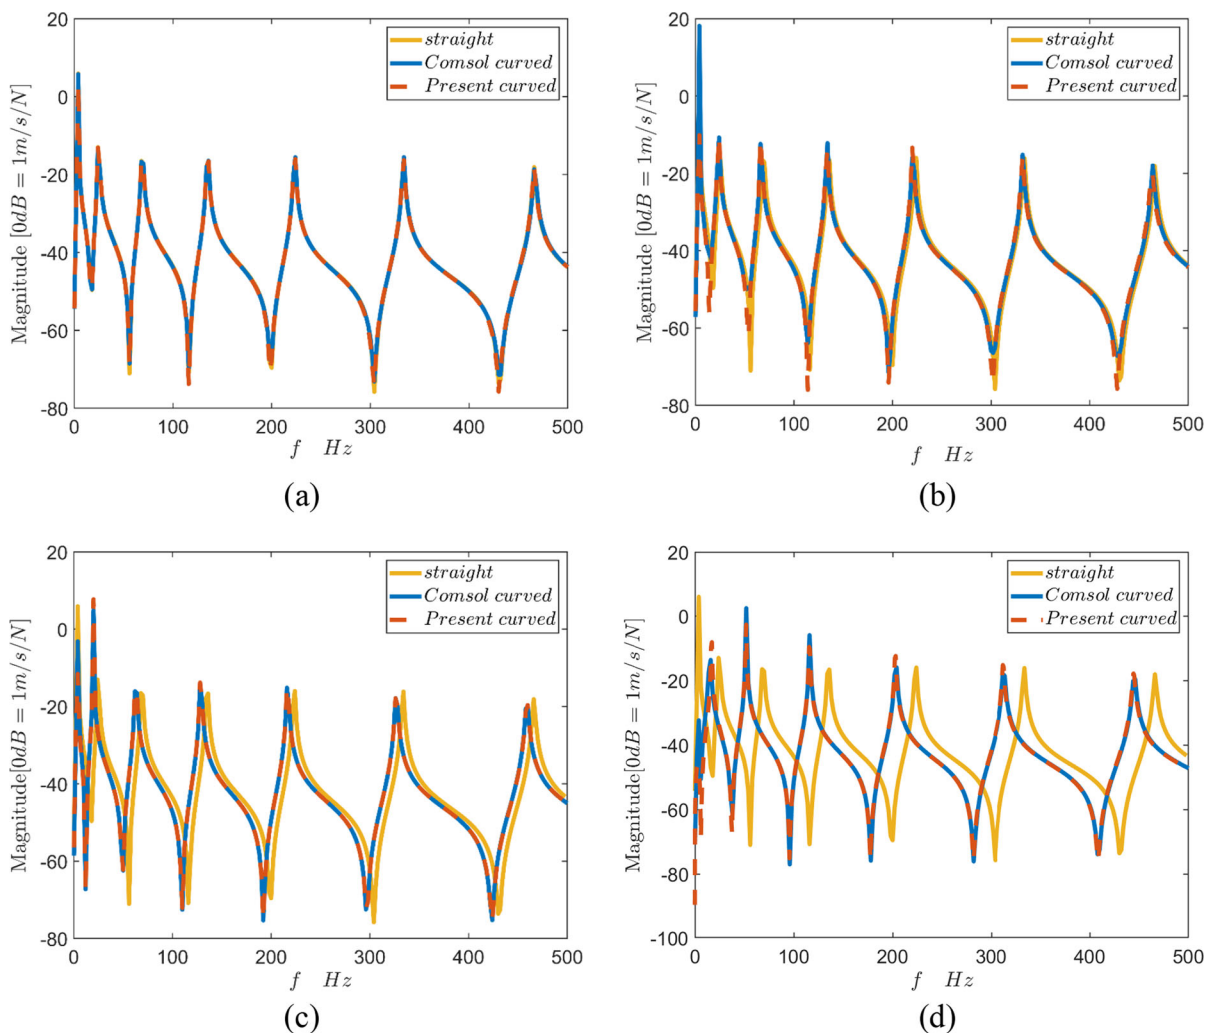 20
0
-20
-40
-60
-80
0
100
200
300
400
500
Magnitude [0dB = 1m/s/N]
f Hz
straight
Comsol curved
Present curved
(a)
20
0
-20
-40
-60
-80
0
100
200
300
400
500
Magnitude [0dB = 1m/s/N]
f Hz
straight
Comsol curved
Present curved
(b)
20
0
-20
-40
-60
-80
0
100
200
300
400
500
Magnitude[0dB = 1m/s/N]
f Hz
straight
Comsol curved
Present curved
(c)
20
0
-20
-40
-60
-80
-100
0
100
200
300
400
500
Magnitude[0dB = 1m/s/N]
f Hz
straight
Comsol curved
Present curved
(d)